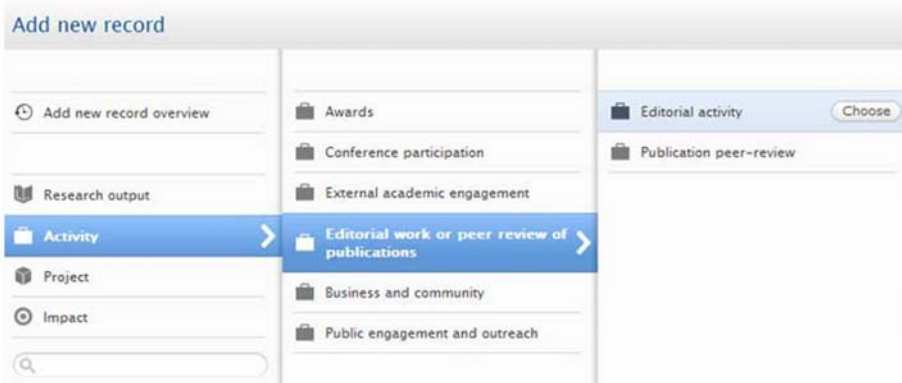 Add new record
Add new record overview
Research output
Activity
Project
Impact
Awards
Conference participation
External academic engagement
Editorial work or peer review of
publications
Business and community
Public engagement and outreach
Editorial activity
Choose
Publication peer-review